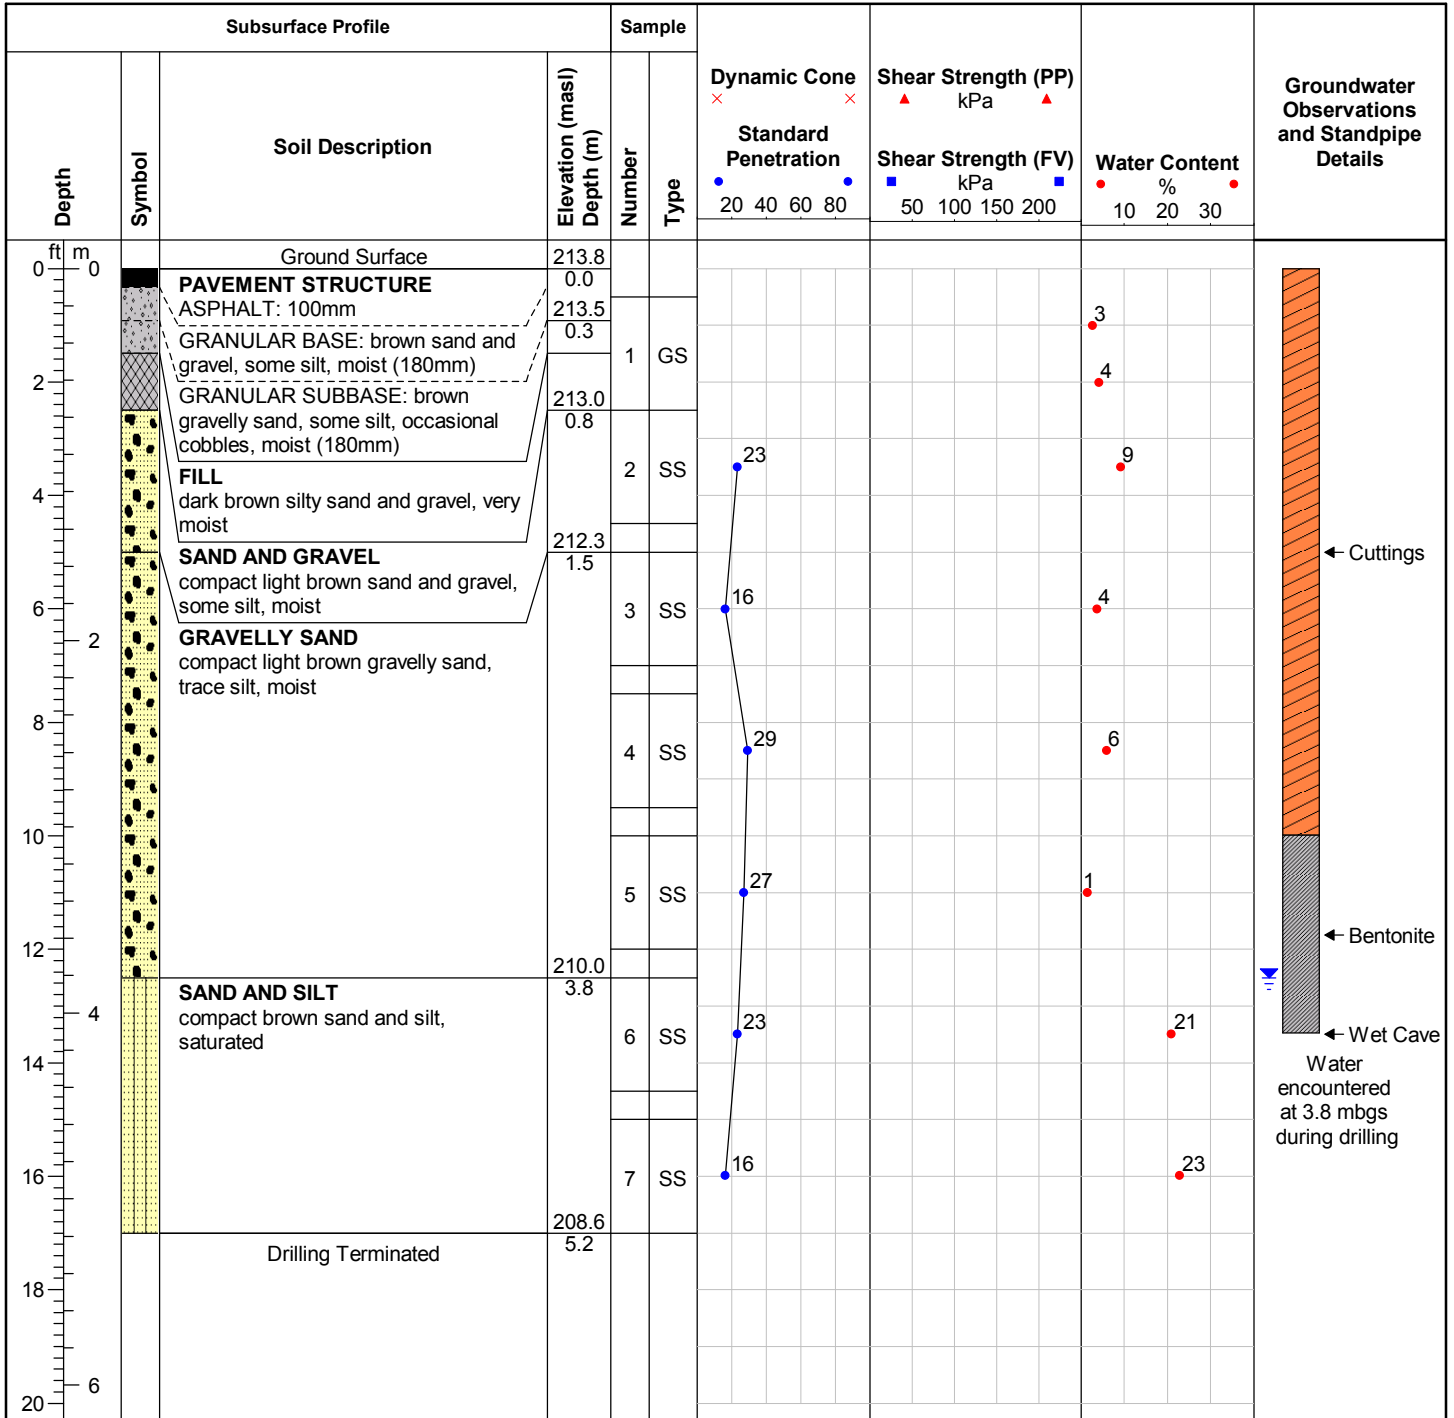 Subsurface Profile
Sample
Depth
Symbol
Soil Description
Elevation (masl)
Depth (m)
Number
Type
Dynamic Cone
Standard
Penetration
20 40 60 80
Shear Strength (PP)
kPa
Shear Strength (FV)
kPa
50 100 150 200
Water Content
%
10 20 30
Groundwater
Observations
and Standpipe
Details
ft m
0 0
2
4
6
2
8
10
12
4
14
16
18
6
20
Ground Surface
213.8
0.0
PAVEMENT STRUCTURE
ASPHALT: 100mm
213.5
0.3
GRANULAR BASE: brown sand and
gravel, some silt, moist (180mm)
GRANULAR SUBBASE: brown
gravelly sand, some silt, occasional
cobbles, moist (180mm)
213.0
0.8
FILL
dark brown silty sand and gravel, very
moist
212.3
1.5
SAND AND GRAVEL
compact light brown sand and gravel,
some silt, moist
GRAVELLY SAND
compact light brown gravelly sand,
trace silt, moist
210.0
3.8
SAND AND SILT
compact brown sand and silt,
saturated
208.6
5.2
Drilling Terminated
1 GS
2 SS
3 SS
4 SS
5 SS
6 SS
7 SS
23
16
29
27
23
16
3
4
9
4
6
1
21
23
Cuttings
Bentonite
Wet Cave
Water
encountered
at 3.8 mbgs
during drilling